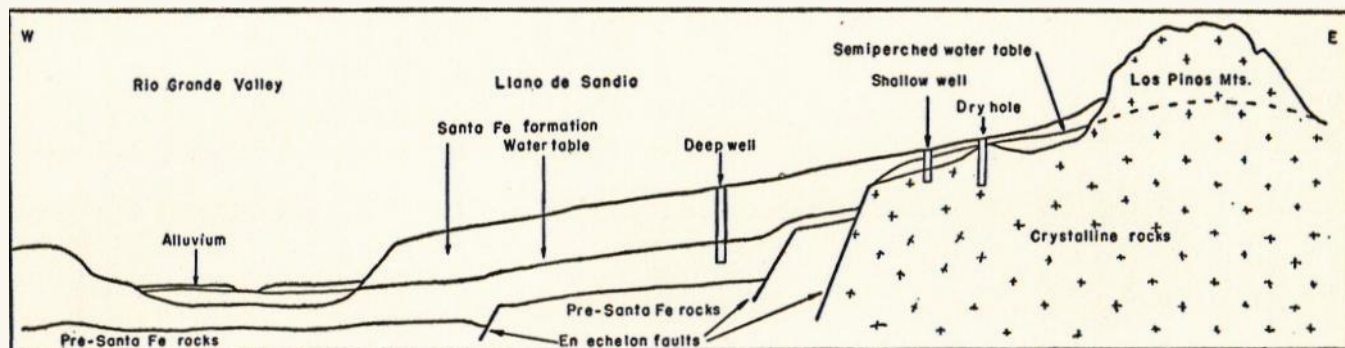 W
E
Semiperched water table
Rio Grande Valley
Llano de Sandio
Shallow well
Los Pinos Mts.
Dry hole
Santa Fe formation
Water table
Deep well
Alluvium
Crystalline rocks
Pre-Santa Fe rocks
En echelon faults
Pre-Santa Fe rocks